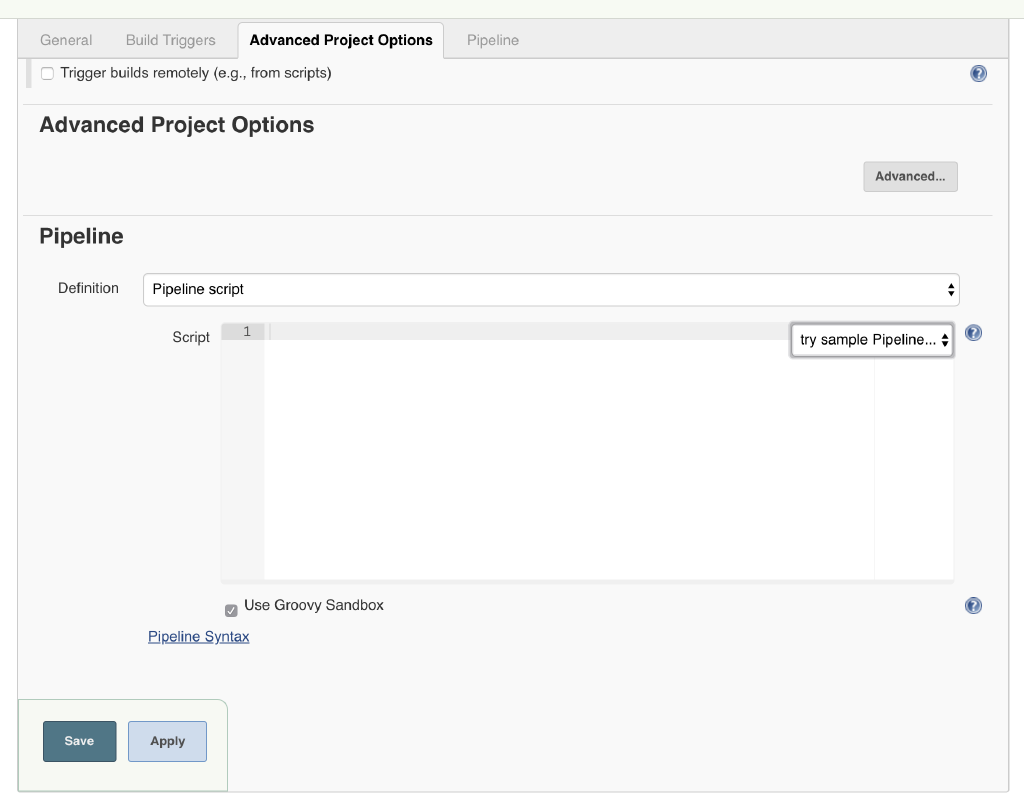 General Build Triggers Advanced Project Options Pipeline
Trigger builds remotely (e.g., from scripts)
Advanced Project Options
Advanced...
Pipeline
Definition Pipeline script
Script 1 try sample Pipeline...
Use Groovy Sandbox
Pipeline Syntax
Save Apply